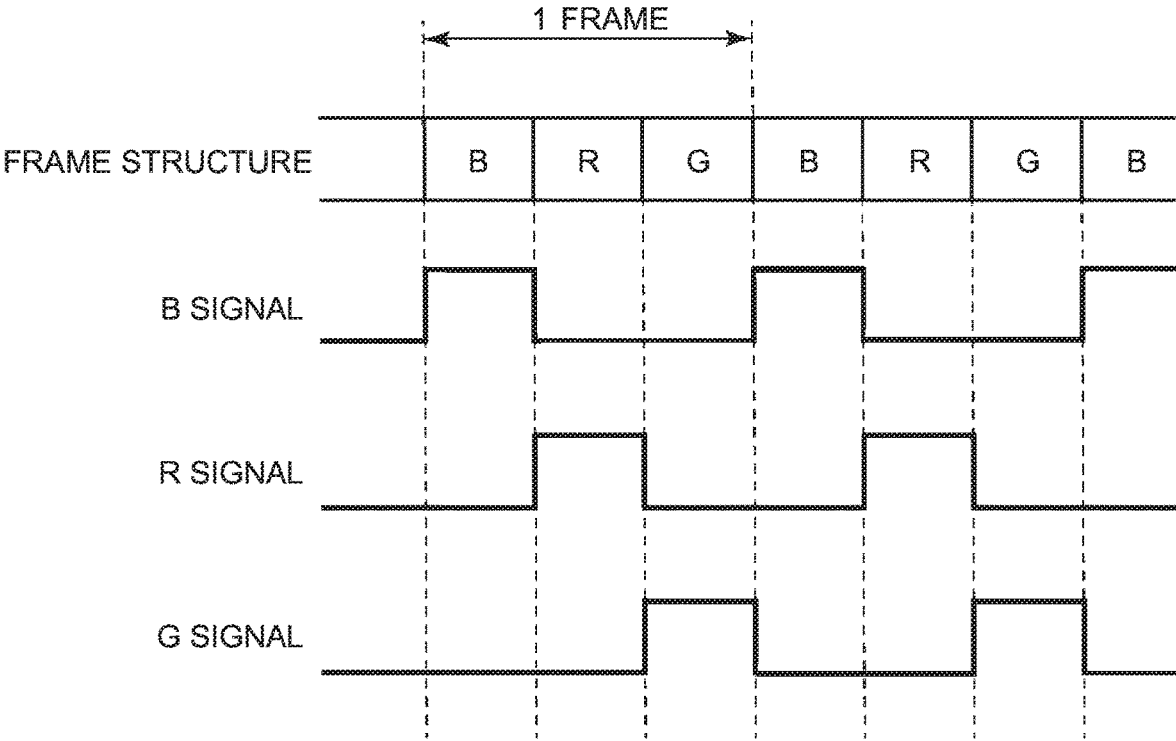 1 FRAME
FRAME STRUCTURE B R G B R G B
B SIGNAL
R SIGNAL
G SIGNAL